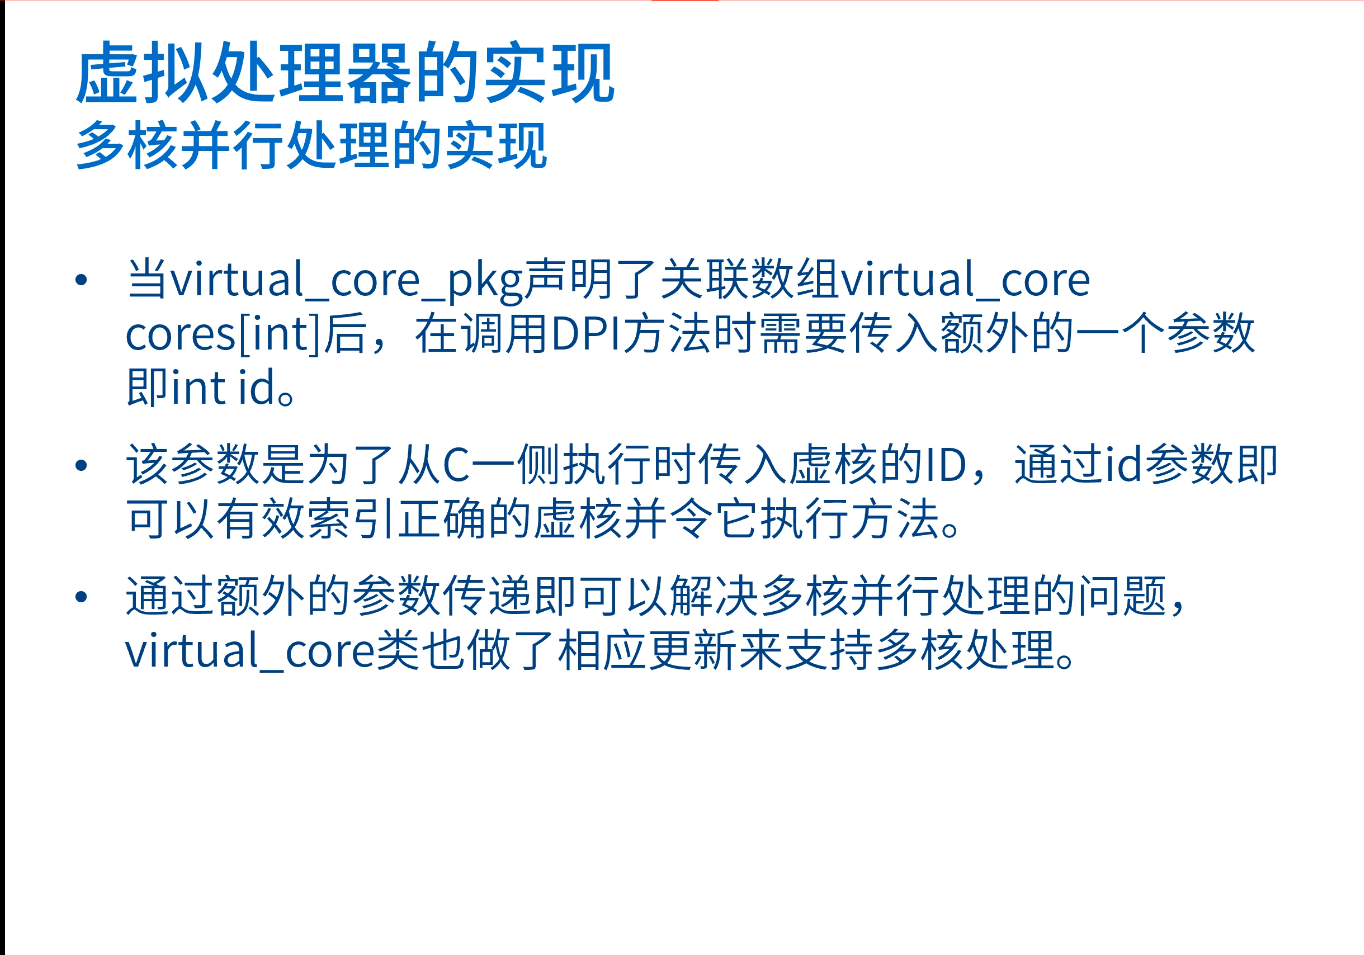 虚拟处理器的实现
多核并行处理的实现
• 当virtual_core_pkg声明了关联数组virtual_core
cores[int]后，在调用DPI方法时需要传入额外的一个参数
即int id。
• 该参数是为了从C一侧执行时传入虚核的ID，通过id参数即
可以有效索引正确的虚核并令它执行方法。
• 通过额外的参数传递即可以解决多核并行处理的问题，
virtual_core类也做了相应更新来支持多核处理。